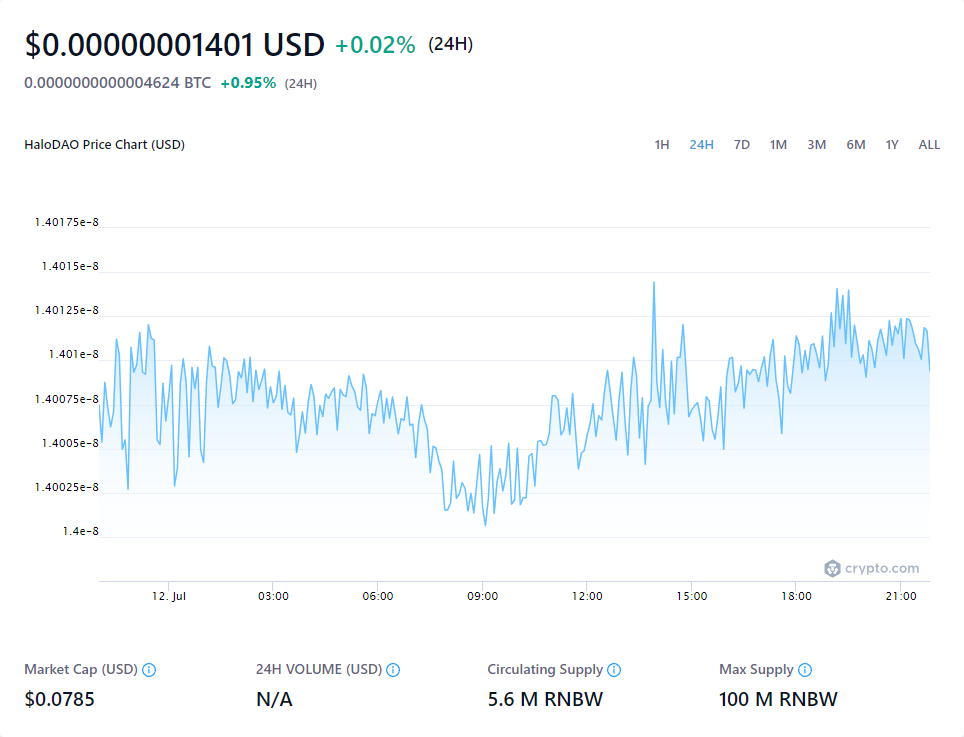 $0.00000001401 USD +0.02% (24H)
0.0000000000004624 BTC +0.95% (24H)
HaloDAO Price Chart (USD) 1H 24H 7D 1M 3M 6M 1Y ALL
1.40175e-8
1.4015e-8
1.40125e-8
1.401e-8
1.40075e-8
1.4005e-8
1.40025e-8
1.4e-8
crypto.com
12. Jul 03:00 06:00 09:00 12:00 15:00 18:00 21:00
Market Cap (USD) 24H VOLUME (USD) Circulating Supply Max Supply
$0.0785 N/A 5.6 M RNBW 100 M RNBW